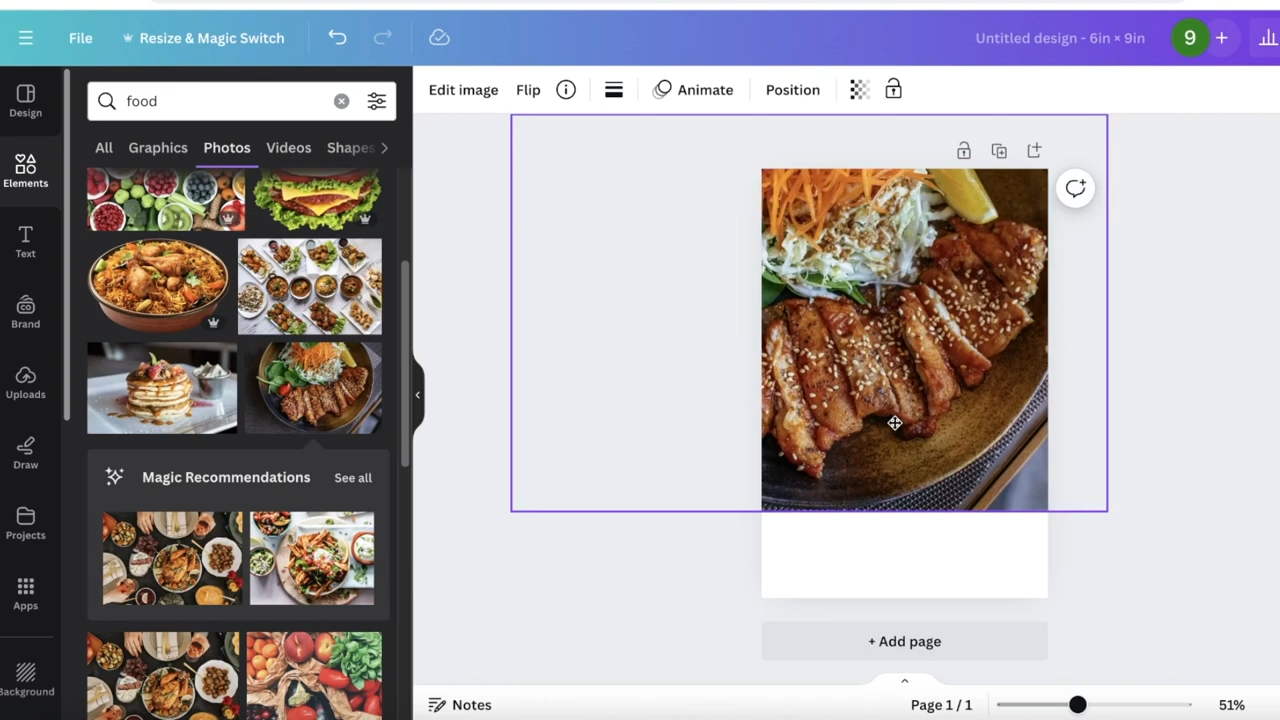 File
Resize & Magic Switch
Untitled design - 6in × 9in
9
+
Design
Elements
Text
Brand
Uploads
Draw
Projects
Apps
Background
food
All Graphics Photos Videos Shapes
Magic Recommendations See all
Edit image Flip Animate Position
+ Add page
Notes
Page 1 / 1
51%